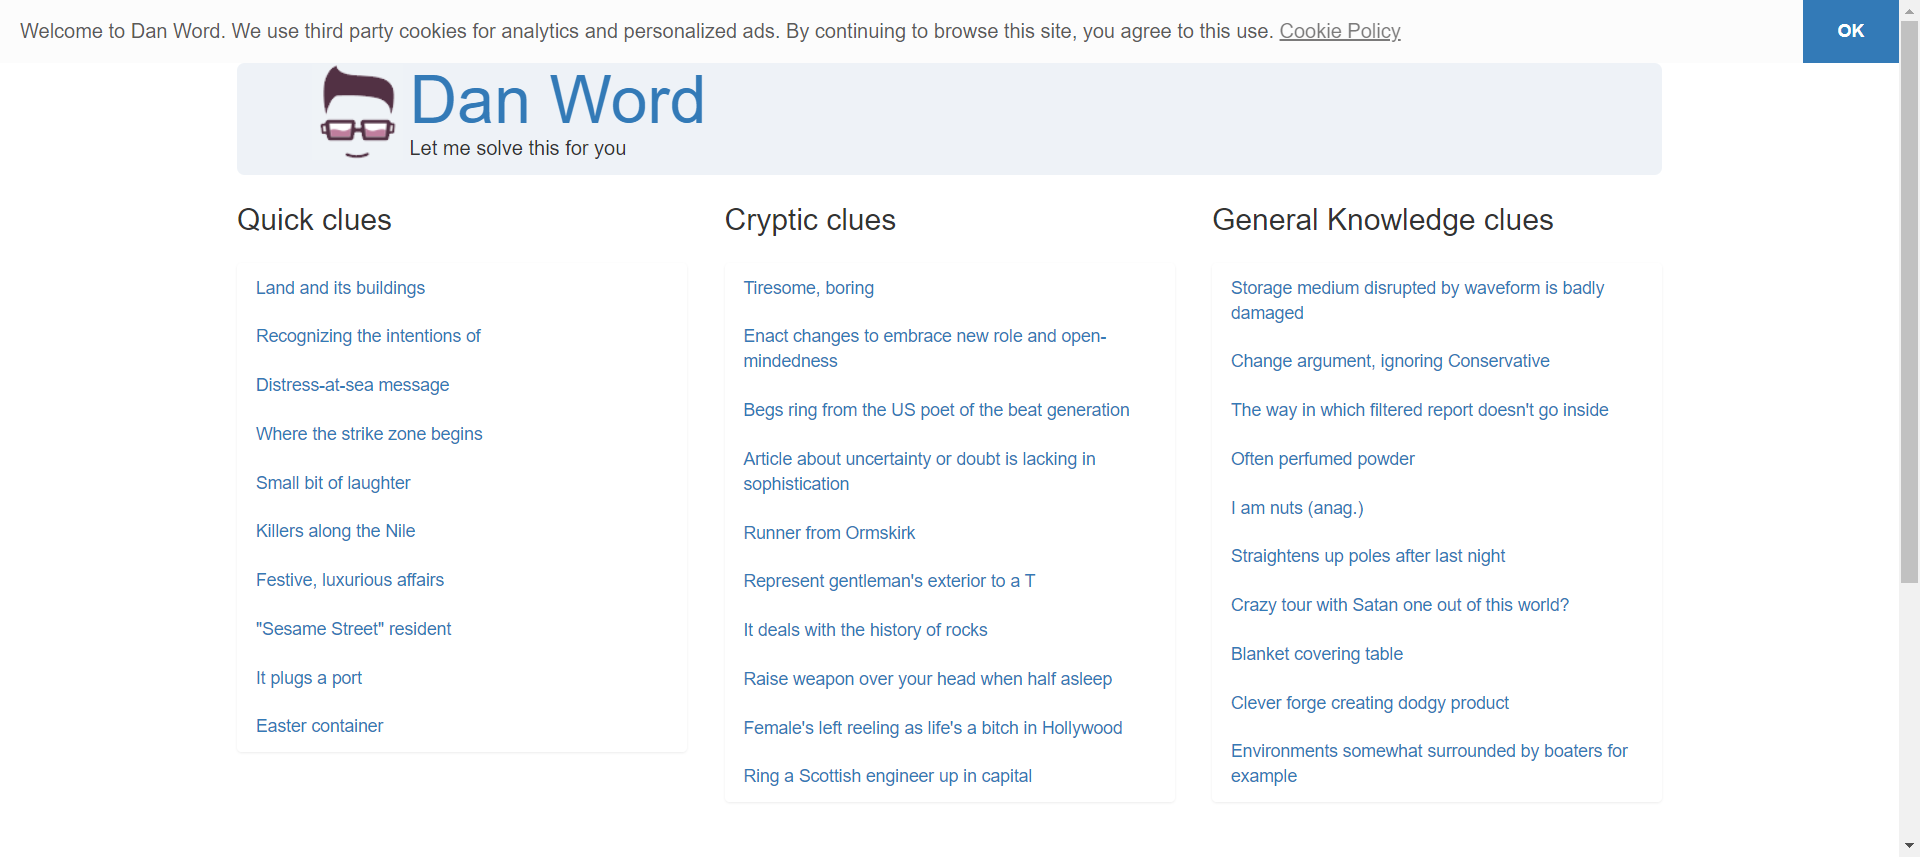 Welcome to Dan Word. We use third party cookies for analytics and personalized ads. By continuing to browse this site, you agree to this use. Cookie Policy
OK
Dan Word
Let me solve this for you
Quick clues
Land and its buildings
Recognizing the intentions of
Distress-at-sea message
Where the strike zone begins
Small bit of laughter
Killers along the Nile
Festive, luxurious affairs
"Sesame Street" resident
It plugs a port
Easter container
Cryptic clues
Tiresome, boring
Enact changes to embrace new role and open-
mindedness
Begs ring from the US poet of the beat generation
Article about uncertainty or doubt is lacking in
sophistication
Runner from Ormskirk
Represent gentleman's exterior to a T
It deals with the history of rocks
Raise weapon over your head when half asleep
Female's left reeling as life's a bitch in Hollywood
Ring a Scottish engineer up in capital
General Knowledge clues
Storage medium disrupted by waveform is badly
damaged
Change argument, ignoring Conservative
The way in which filtered report doesn't go inside
Often perfumed powder
I am nuts (anag.)
Straightens up poles after last night
Crazy tour with Satan one out of this world?
Blanket covering table
Clever forge creating dodgy product
Environments somewhat surrounded by boaters for
example